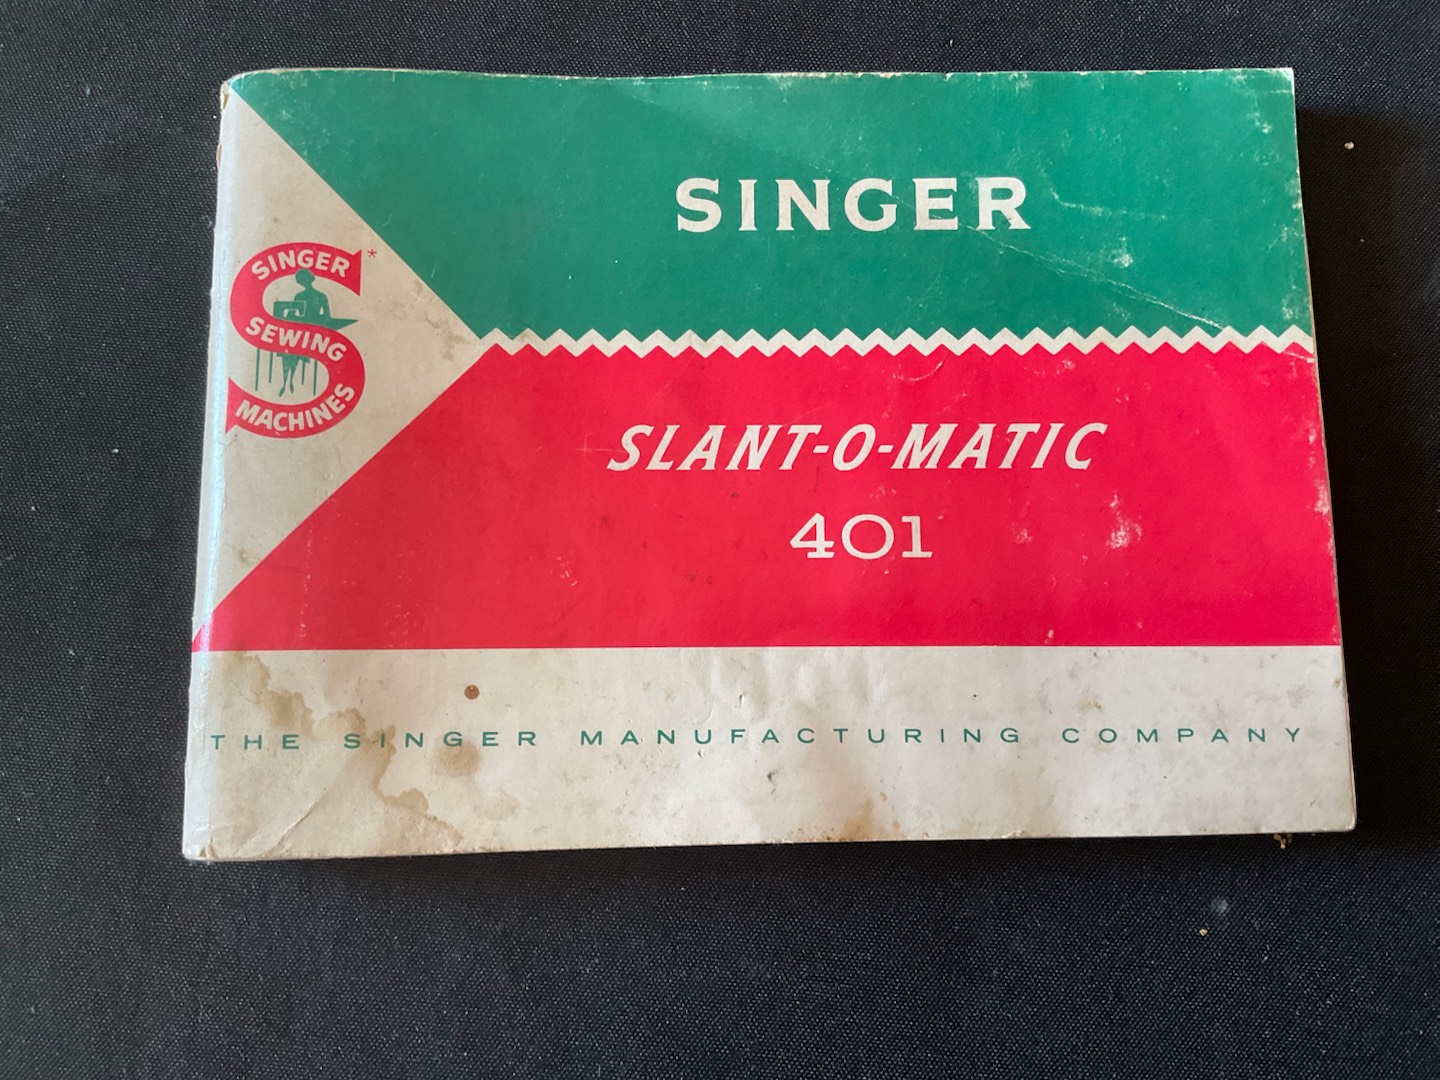 SINGER
SINGER*
SEWING
MACHINES
SLANT-O-MATIC
401
THE SINGER MANUFACTURING COMPANY